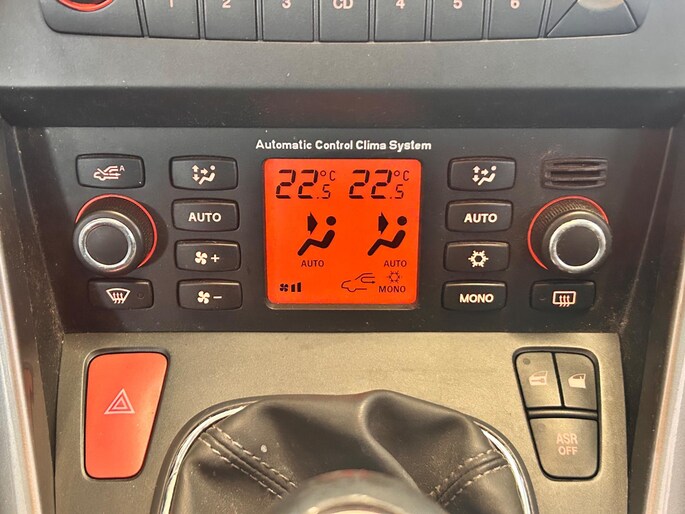 1 2 3 CD 4 5 6
Automatic Control Clima System
A
22.5 °C 22.5 °C
AUTO
AUTO
+
AUTO AUTO
-
MONO
MONO
ASR
OFF